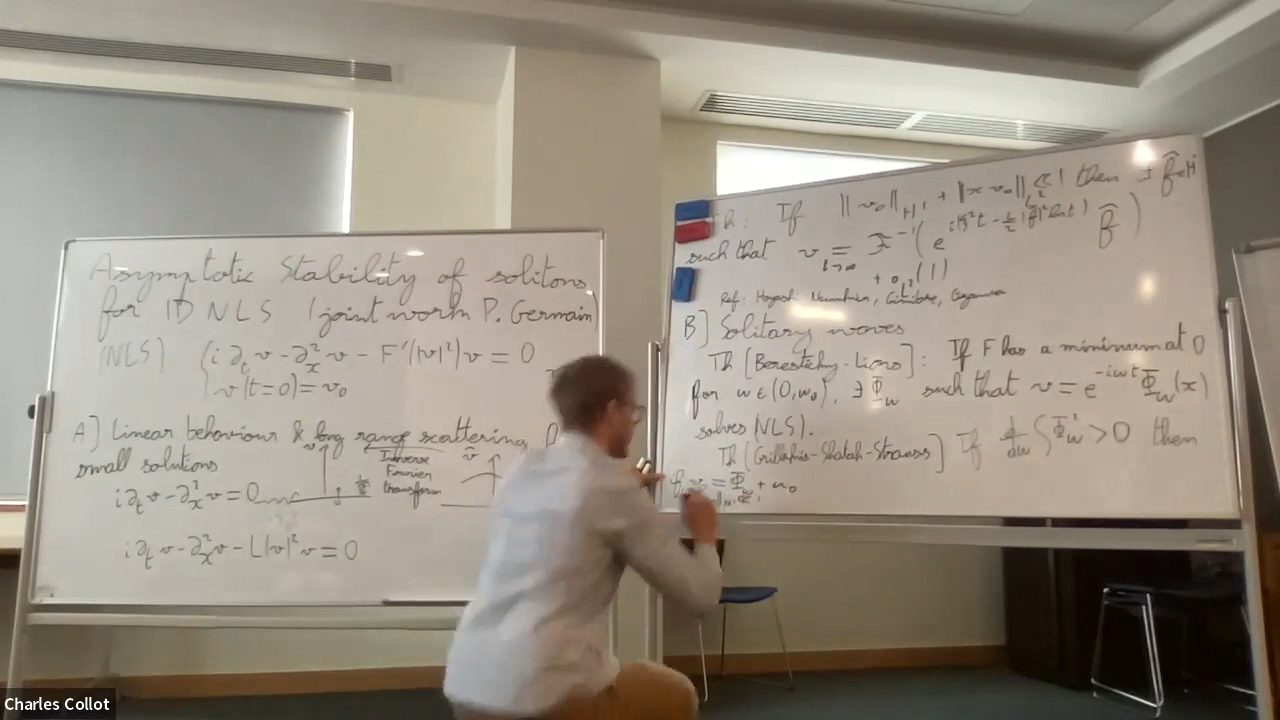 Asymptotic Stability of solitons
for 1D NLS (joint work P. Germain)
(NLS) { i ∂_t v - ∂_x^2 v - F'(|v|^2) v = 0
v(t=0) = v_0
A] Linear behaviour & long range scattering
small solutions
Inverse Fourier transform
i ∂_t v - ∂_x^2 v = 0
i ∂_t v - ∂_x^2 v - L|v|^2 v = 0
Th: If || v_0 ||_{H^1} + || x v_0 ||_{L^2} ≪ 1 then ∃
such that v = F^{-1} (
t→∞
+ o_{L^2}(1)
Ref: Hayashi Naumkin,
B] Solitary waves
Th [Beresticky-Lions]: If F has a minimum at 0
for ω ∈ (0, ω_0), ∃ Φ_ω such that v = e^{-iωt} Φ_ω(x)
solves (NLS).
Th [Grillakis-Shatah-Strauss] If d/dω ∫ Φ_ω^2 > 0 then
+ u_0
Charles Collot